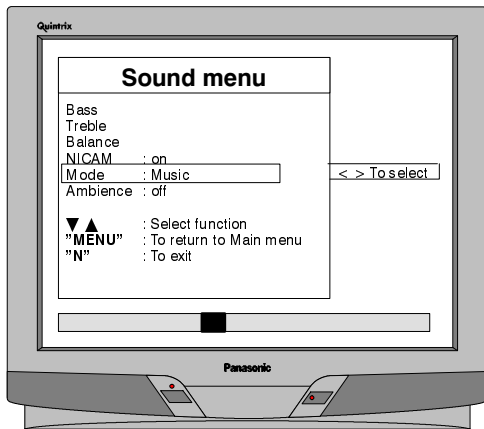 Quintrix
Sound menu
Bass
Treble
Balance
NICAM : on
Mode : Music
< > To select
Ambience : off
▼ ▲ : Select function
”MENU” : To return to Main menu
”N” : To exit
Panasonic